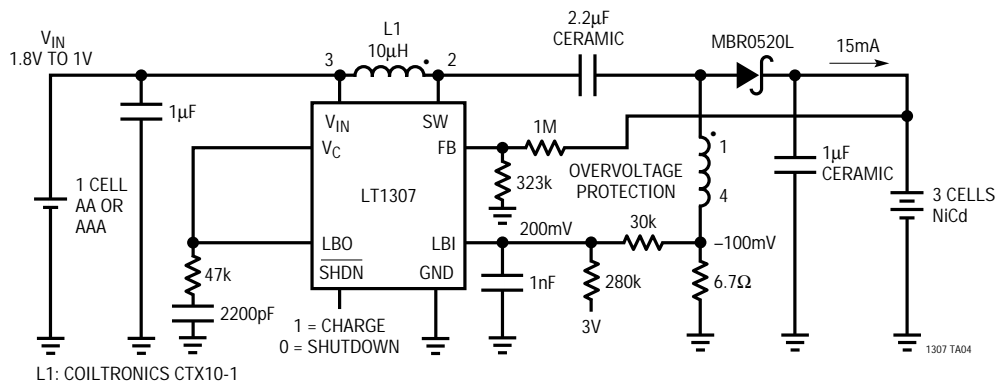 VIN
1.8V TO 1V
L1
10µH
3
2
2.2µF
CERAMIC
MBR0520L
15mA
1µF
VIN
SW
VC
FB
1M
323k
OVERVOLTAGE
PROTECTION
1
4
1µF
CERAMIC
1 CELL
AA OR
AAA
LT1307
3 CELLS
NiCd
LBO
LBI
200mV
30k
–100mV
47k
SHDN
GND
1nF
280k
6.7Ω
2200pF
3V
1 = CHARGE
0 = SHUTDOWN
1307 TA04
L1: COILTRONICS CTX10-1